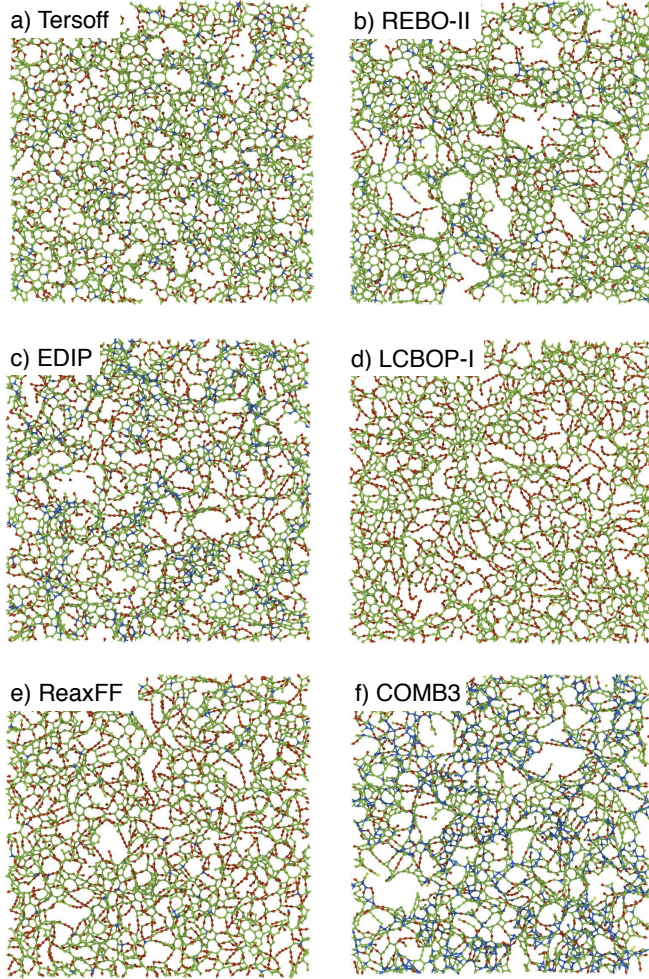 a) Tersoff
b) REBO-II
c) EDIP
d) LCBOP-I
e) ReaxFF
f) COMB3